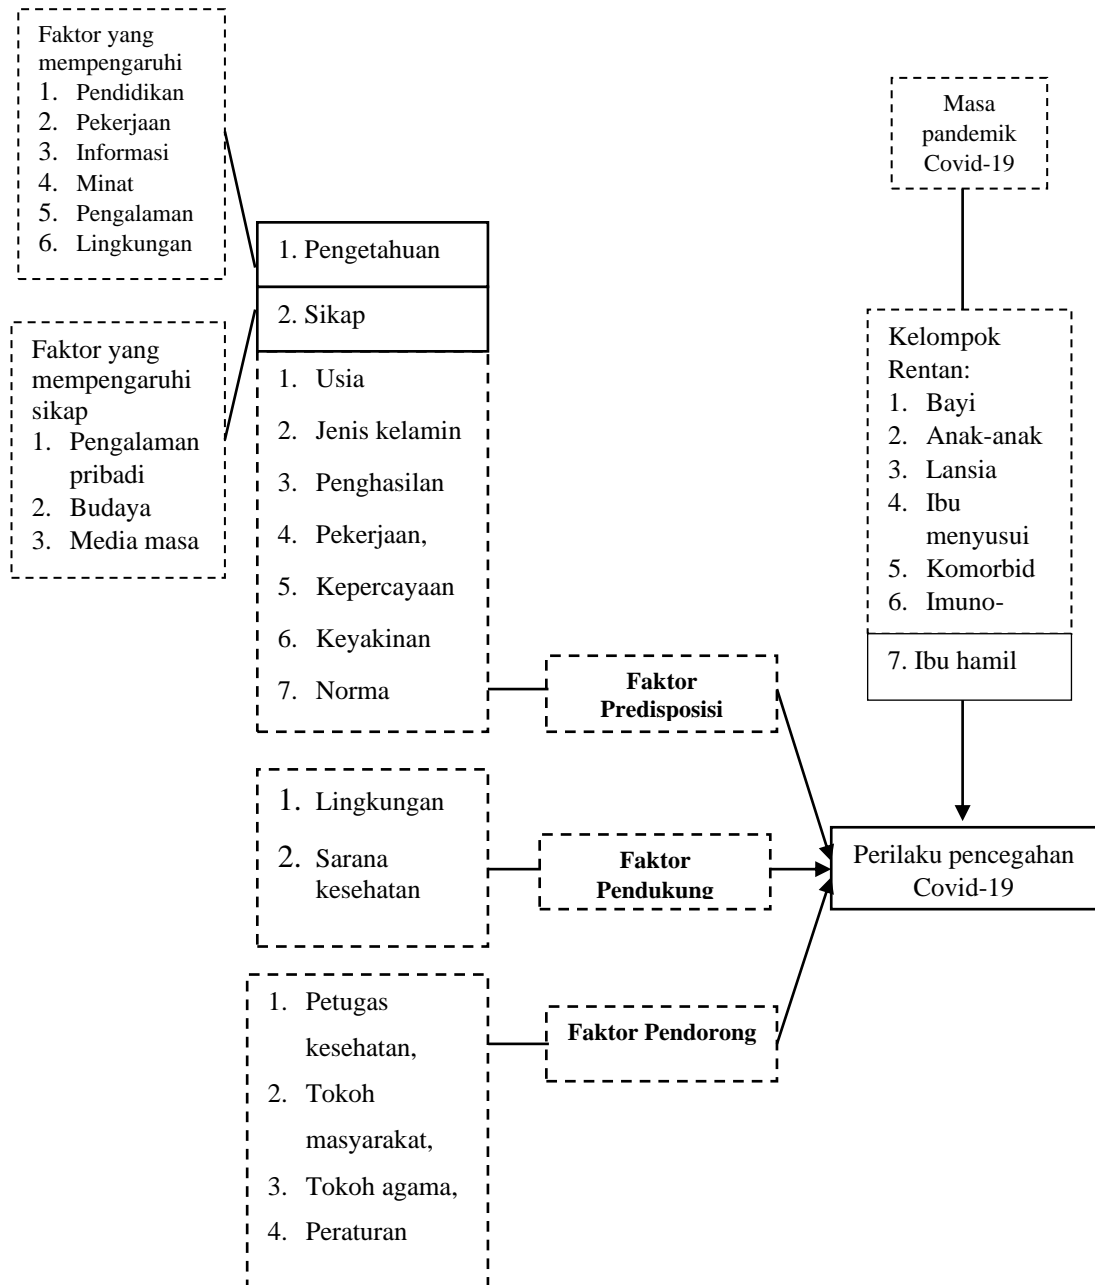 Faktor yang
mempengaruhi
1. Pendidikan
2. Pekerjaan
3. Informasi
4. Minat
5. Pengalaman
6. Lingkungan
Faktor yang
mempengaruhi
sikap
1. Pengalaman
pribadi
2. Budaya
3. Media masa
1. Pengetahuan
2. Sikap
1. Usia
2. Jenis kelamin
3. Penghasilan
4. Pekerjaan,
5. Kepercayaan
6. Keyakinan
7. Norma
1. Lingkungan
2. Sarana
kesehatan
1. Petugas
kesehatan,
2. Tokoh
masyarakat,
3. Tokoh agama,
4. Peraturan
Faktor
Predisposisi
Faktor
Pendukung
Faktor Pendorong
Masa
pandemik
Covid-19
Kelompok
Rentan:
1. Bayi
2. Anak-anak
3. Lansia
4. Ibu
menyusui
5. Komorbid
6. Imuno-
7. Ibu hamil
Perilaku pencegahan
Covid-19